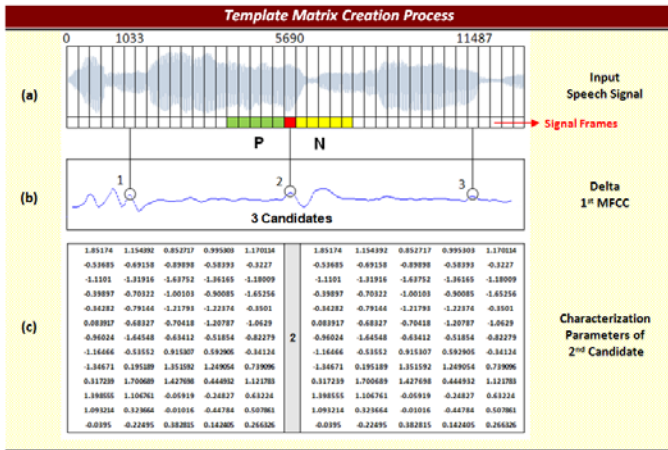 Template Matrix Creation Process
0 1033 5690 11487
(a)
Input
Speech Signal
Signal Frames
P N
1 2 3
(b)
3 Candidates
Delta
1st MFCC
1.85174 1.154392 0.852717 0.995303 1.170114 1.85174 1.154392 0.852717 0.995303 1.170114
-0.53685 -0.69158 -0.89898 -0.58393 -0.3227 -0.53685 -0.69158 -0.89898 -0.58393 -0.3227
-1.1101 -1.31916 -1.63752 -1.36165 -1.18009 -1.1101 -1.31916 -1.63752 -1.36165 -1.18009
-0.39897 -0.70322 -1.00103 -0.90085 -1.65256 -0.39897 -0.70322 -1.00103 -0.90085 -1.65256
-0.34282 -0.79144 -1.21793 -1.22374 -0.3501 -0.34282 -0.79144 -1.21793 -1.22374 -0.3501
0.083917 -0.68327 -0.70418 -1.20787 -1.0629 0.083917 -0.68327 -0.70418 -1.20787 -1.0629
(c)
-0.96024 -1.64548 -0.63412 -0.51854 -0.82279 2 -0.96024 -1.64548 -0.63412 -0.51854 -0.82279
-1.16466 -0.53552 0.915307 0.592905 -0.34124 -1.16466 -0.53552 0.915307 0.592905 -0.34124
-1.34671 0.195189 1.351592 1.249054 0.739096 -1.34671 0.195189 1.351592 1.249054 0.739096
0.317239 1.700689 1.427698 0.444932 1.121783 0.317239 1.700689 1.427698 0.444932 1.121783
1.398555 1.106761 -0.05919 -0.24827 0.63224 1.398555 1.106761 -0.05919 -0.24827 0.63224
1.093214 0.323664 -0.01016 -0.44784 0.507861 1.093214 0.323664 -0.01016 -0.44784 0.507861
-0.0395 -0.22495 0.382815 0.142405 0.266326 -0.0395 -0.22495 0.382815 0.142405 0.266326
Characterization
Parameters of
2nd Candidate